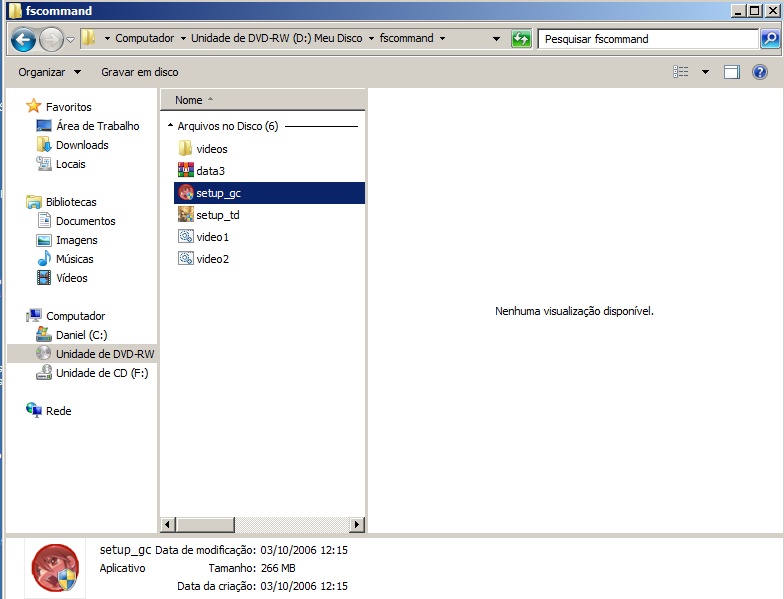 fscommand
Computador Unidade de DVD-RW (D:) Meu Disco fscommand
Pesquisar fscommand
Organizar Gravar em disco
Favoritos
Área de Trabalho
Downloads
Locais
Bibliotecas
Documentos
Imagens
Músicas
Vídeos
Computador
Daniel (C:)
Unidade de DVD-RW
Unidade de CD (F:)
Rede
Nome
Arquivos no Disco (6)
videos
data3
setup_gc
setup_td
video1
video2
Nenhuma visualização disponível.
setup_gc Data de modificação: 03/10/2006 12:15
Aplicativo Tamanho: 266 MB
Data da criação: 03/10/2006 12:15